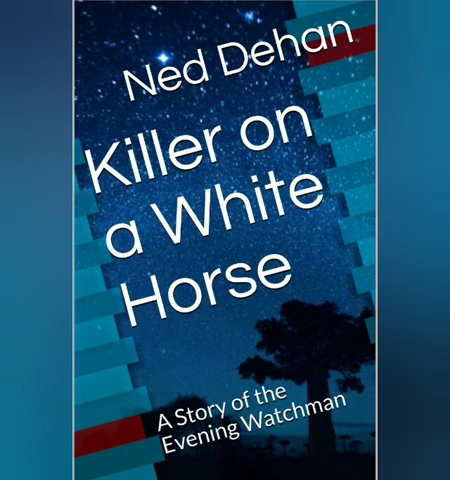 Ned Dehan
Killer on
a White
Horse
A Story of the
Evening Watchman